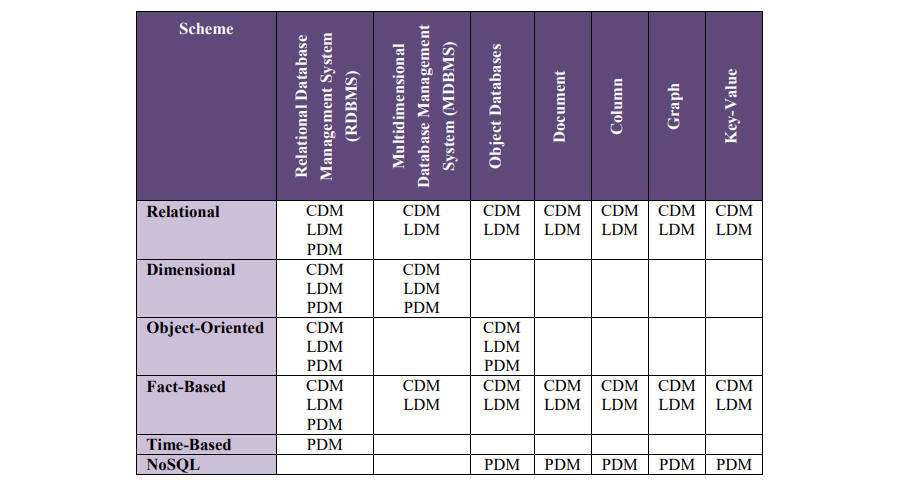 Scheme
Relational Database
Management System
(RDBMS)
Multidimensional
Database Management
System (MDBMS)
Object Databases
Document
Column
Graph
Key-Value
Relational CDM CDM CDM CDM CDM CDM CDM
LDM LDM LDM LDM LDM LDM LDM
PDM
Dimensional CDM CDM
LDM LDM
PDM PDM
Object-Oriented CDM CDM
LDM LDM
PDM PDM
Fact-Based CDM CDM CDM CDM CDM CDM CDM
LDM LDM LDM LDM LDM LDM LDM
PDM
Time-Based PDM
NoSQL PDM PDM PDM PDM PDM